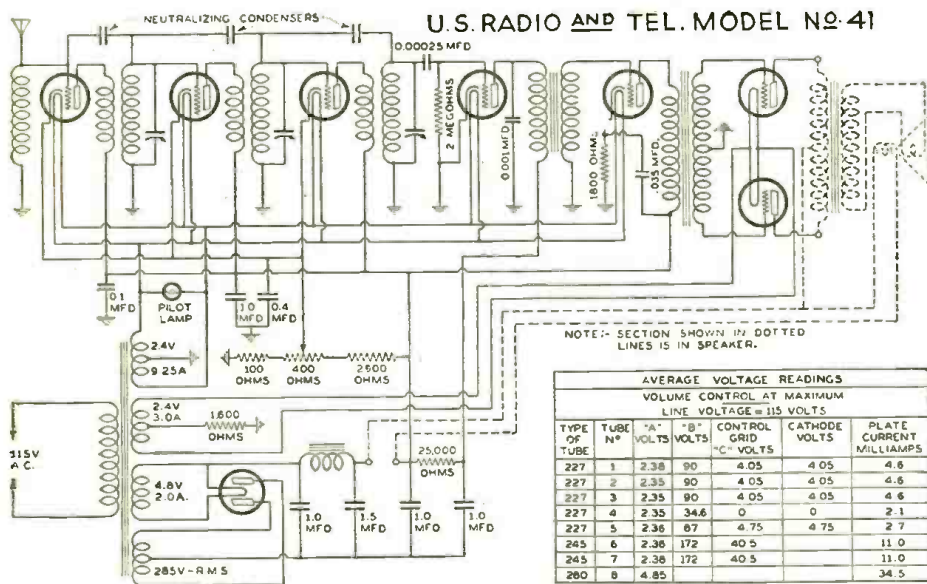 U.S. RADIO AND TEL. MODEL NO. 41
NEUTRALIZING CONDENSERS
0.00025 MFD
2 MEGOHMS
0.001 MFD
1800 OHMS
.035 MFD.
0.1
MFD
PILOT
LAMP
1.0
MFD
0.4
MFD
2.4V
9.25A
100
OHMS
400
OHMS
2500
OHMS
NOTE:- SECTION SHOWN IN DOTTED
LINES IS IN SPEAKER.
115V
A.C.
2.4V
3.0A
1,600
OHMS
4.8V
2.0A.
25,000
OHMS
1.0
MFD
1.5
MFD
1.0
MFD
1.0
MFD
285V-RMS
AVERAGE VOLTAGE READINGS
VOLUME CONTROL AT MAXIMUM
LINE VOLTAGE = 115 VOLTS
TYPE OF TUBE TUBE Nº "A" VOLTS "B" VOLTS CONTROL GRID "C" VOLTS CATHODE VOLTS PLATE CURRENT MILLIAMPS
227 1 2.38 90 4.05 4.05 4.6
227 2 2.35 90 4.05 4.05 4.6
227 3 2.35 90 4.05 4.05 4.6
227 4 2.35 34.6 0 0 2.1
227 5 2.36 87 4.75 4.75 2.7
245 6 2.38 172 40.5 11.0
245 7 2.38 172 40.5 11.0
280 8 4.85 34.5